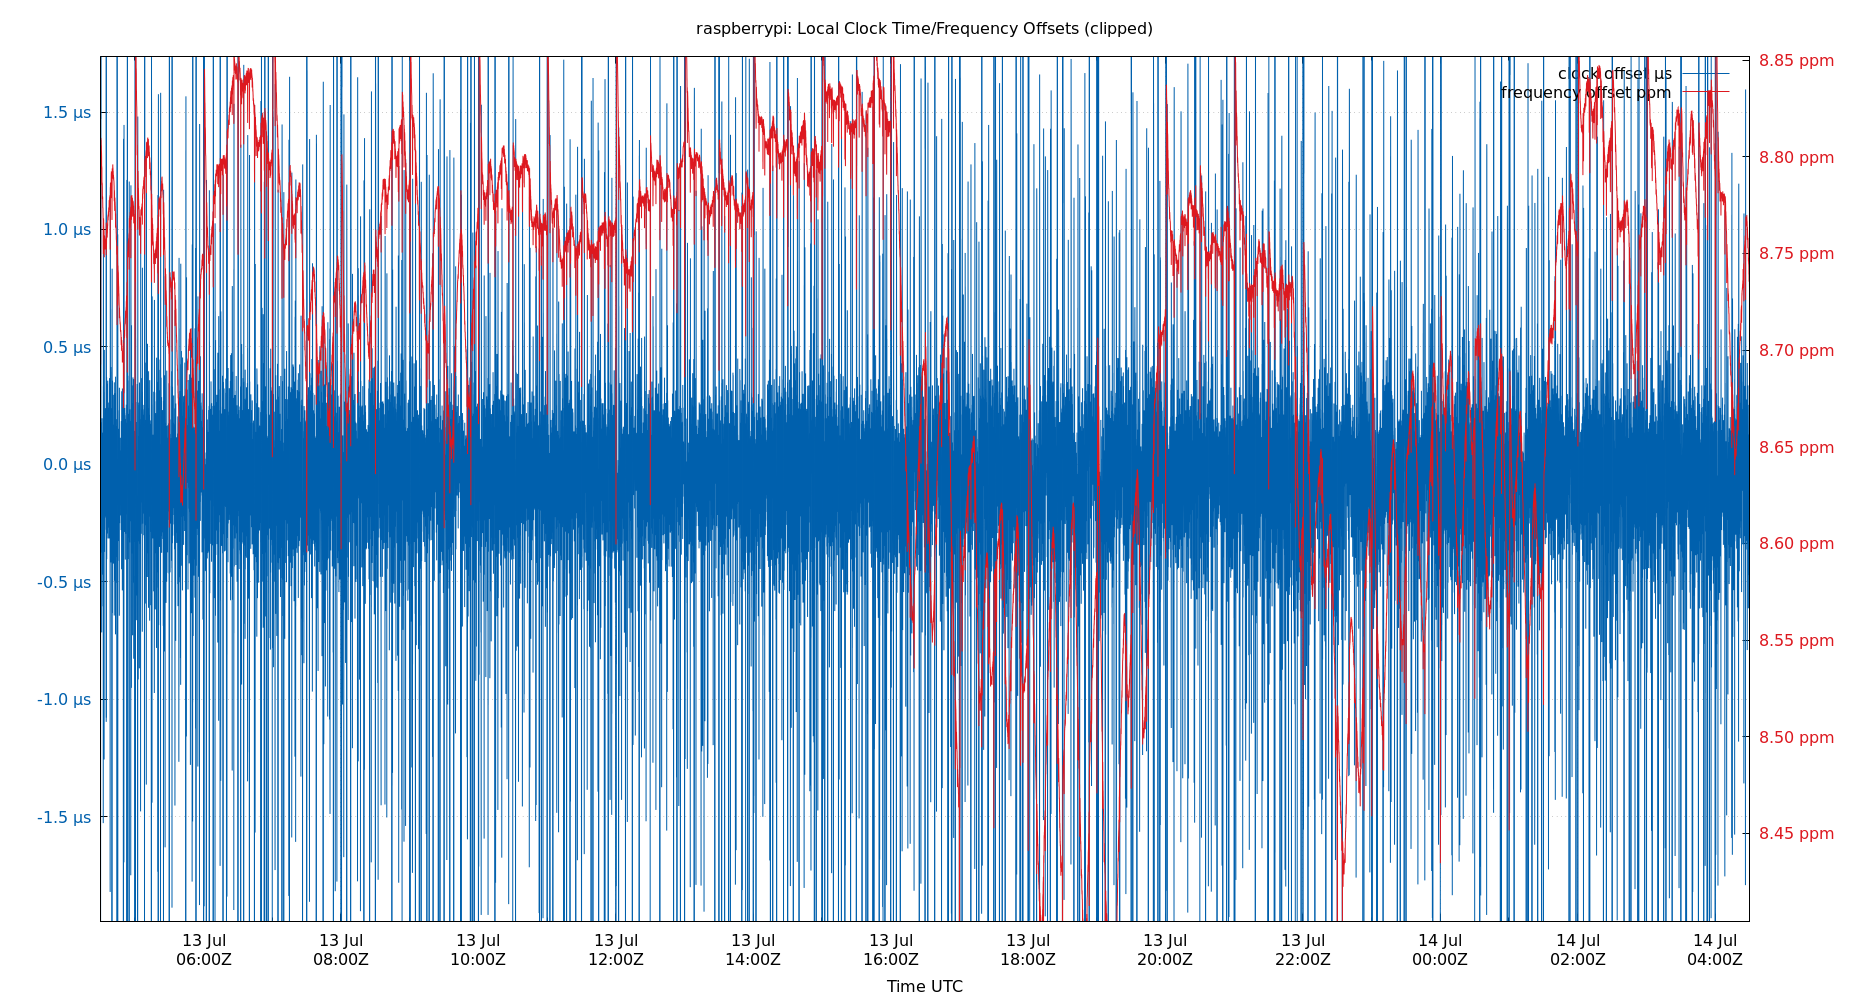 raspberrypi: Local Clock Time/Frequency Offsets (clipped)
clock offset µs
frequency offset ppm
1.5 µs
1.0 µs
0.5 µs
0.0 µs
-0.5 µs
-1.0 µs
-1.5 µs
8.85 ppm
8.80 ppm
8.75 ppm
8.70 ppm
8.65 ppm
8.60 ppm
8.55 ppm
8.50 ppm
8.45 ppm
13 Jul 13 Jul 13 Jul 13 Jul 13 Jul 13 Jul 13 Jul 13 Jul 13 Jul 14 Jul 14 Jul 14 Jul
06:00Z 08:00Z 10:00Z 12:00Z 14:00Z 16:00Z 18:00Z 20:00Z 22:00Z 00:00Z 02:00Z 04:00Z
Time UTC